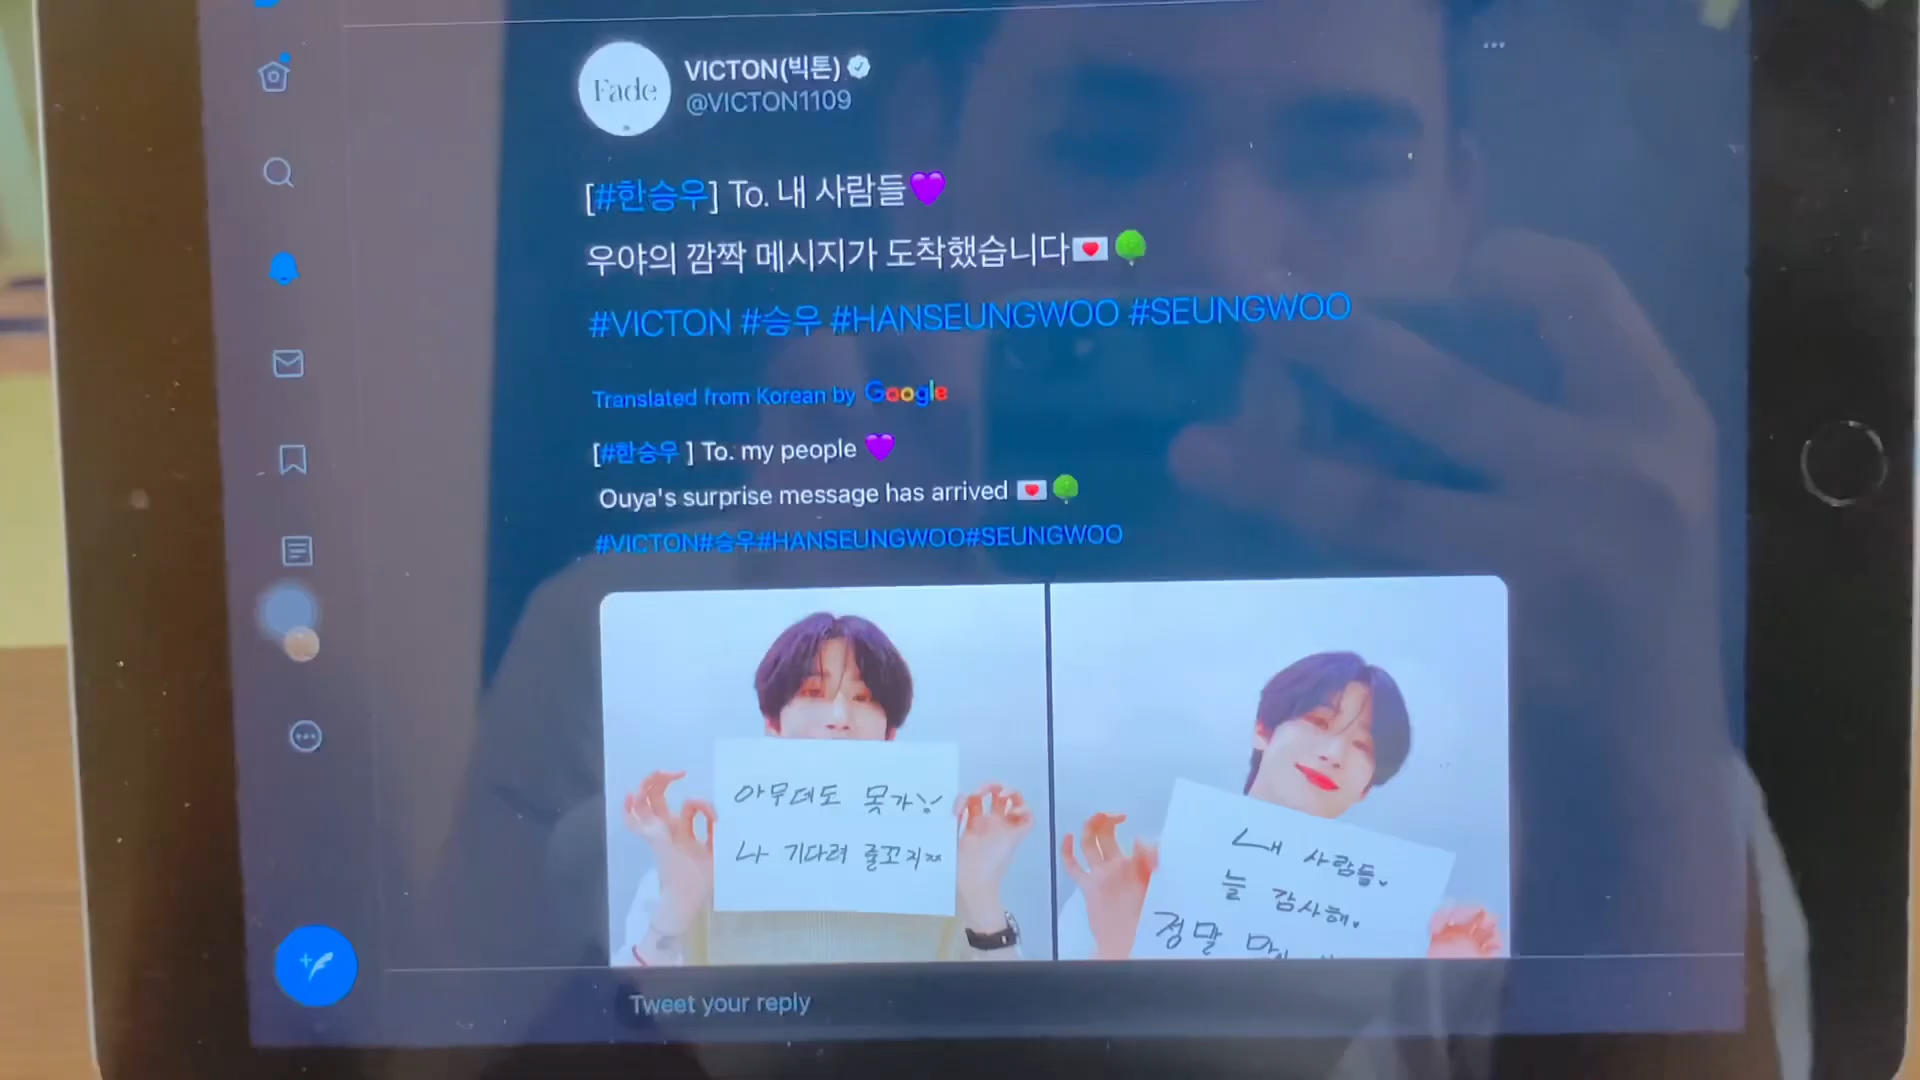 Fade
VICTON(빅톤)
@VICTON1109
[#한승우] To. 내 사람들💜
우야의 깜짝 메시지가 도착했습니다💌🌳
#VICTON #승우 #HANSEUNGWOO #SEUNGWOO
Translated from Korean by Google
[#한승우 ] To. my people 💜
Ouya's surprise message has arrived 💌🌳
#VICTON#승우#HANSEUNGWOO#SEUNGWOO
아무데도 못가!
나 기다려 줄꼬지
내 사람들.
늘 감사해.
정말
Tweet your reply